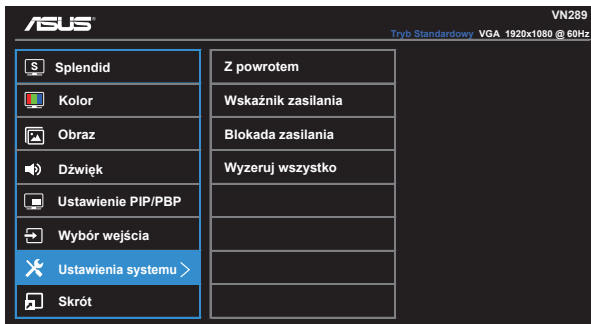 ASUS
VN289
Tryb Standardowy VGA 1920x1080 @ 60Hz
S Splendid
Kolor
Obraz
Dźwięk
Ustawienie PIP/PBP
Wybór wejścia
Ustawienia systemu >
Skrót
Z powrotem
Wskaźnik zasilania
Blokada zasilania
Wyzeruj wszystko